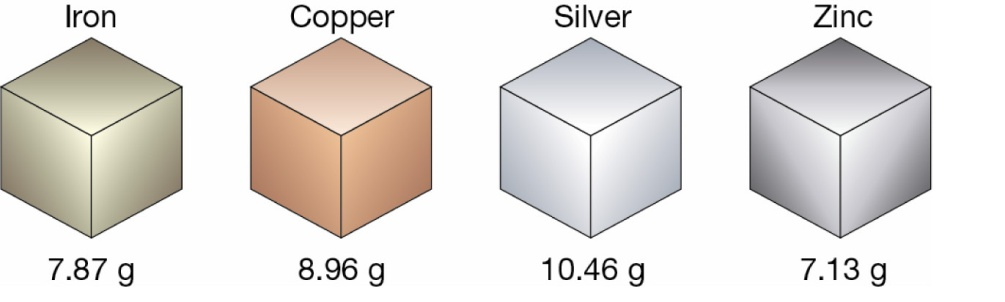 Iron Copper Silver Zinc
7.87 g 8.96 g 10.46 g 7.13 g